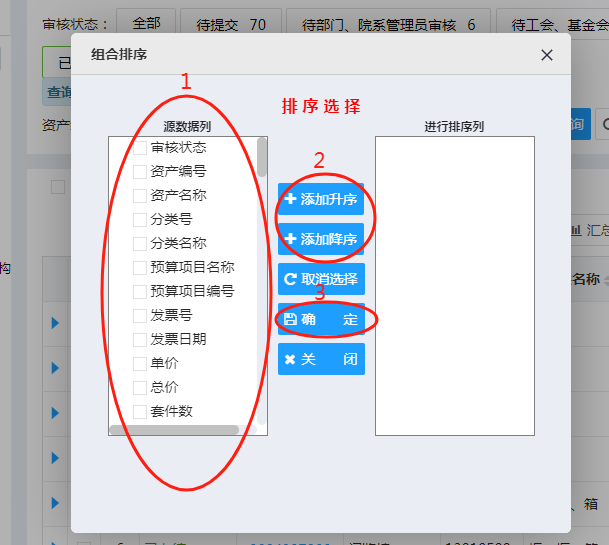 审核状态： 全部 待提交 70 待部门、院系管理员审核 6 待工会、基金会
组合排序
1
查询
排序选择
资产
源数据列
进行排序列
询
审核状态
2
资产编号
资产名称
添加升序
分类号
汇总
分类名称
添加降序
预算项目名称
取消选择
名称
构
预算项目编号
3
发票号
确 定
发票日期
单价
关 闭
总价
套件数
、箱